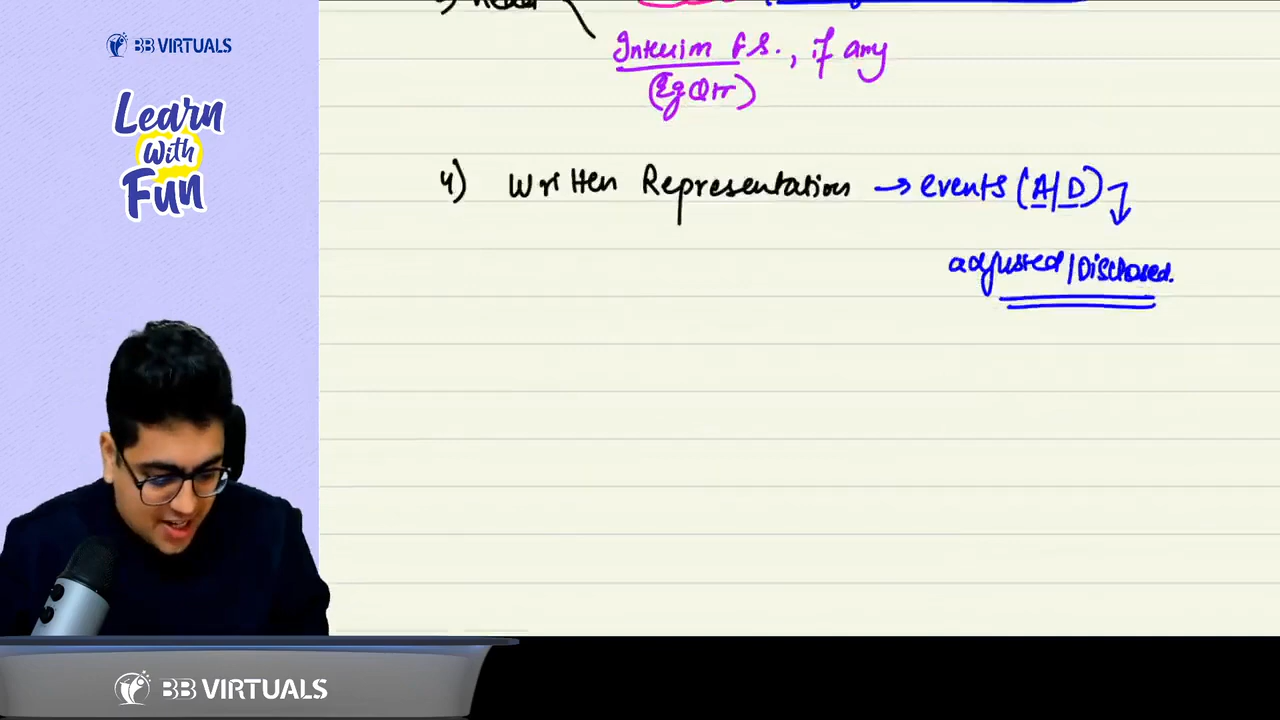 BB VIRTUALS
Learn
With
Fun
Interim F.S., if any
(Eg Qtr)
4) Written Representation → events (A/D)
adjusted/Disclosed.
BB VIRTUALS